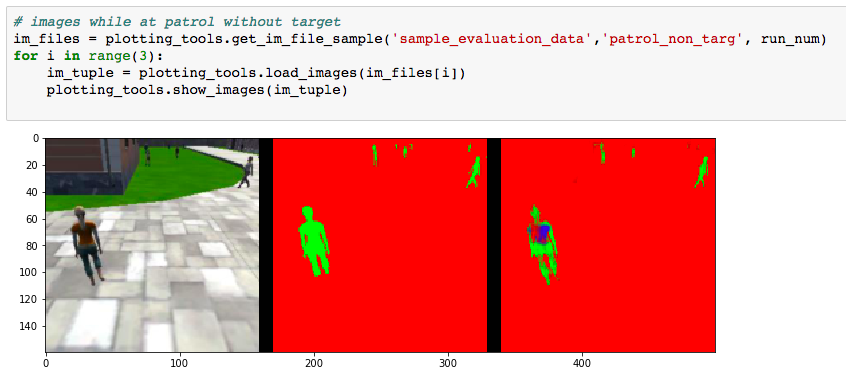 # images while at patrol without target
im_files = plotting_tools.get_im_file_sample('sample_evaluation_data','patrol_non_targ', run_num)
for i in range(3):
    im_tuple = plotting_tools.load_images(im_files[i])
    plotting_tools.show_images(im_tuple)
0
20
40
60
80
100
120
140
0 100 200 300 400